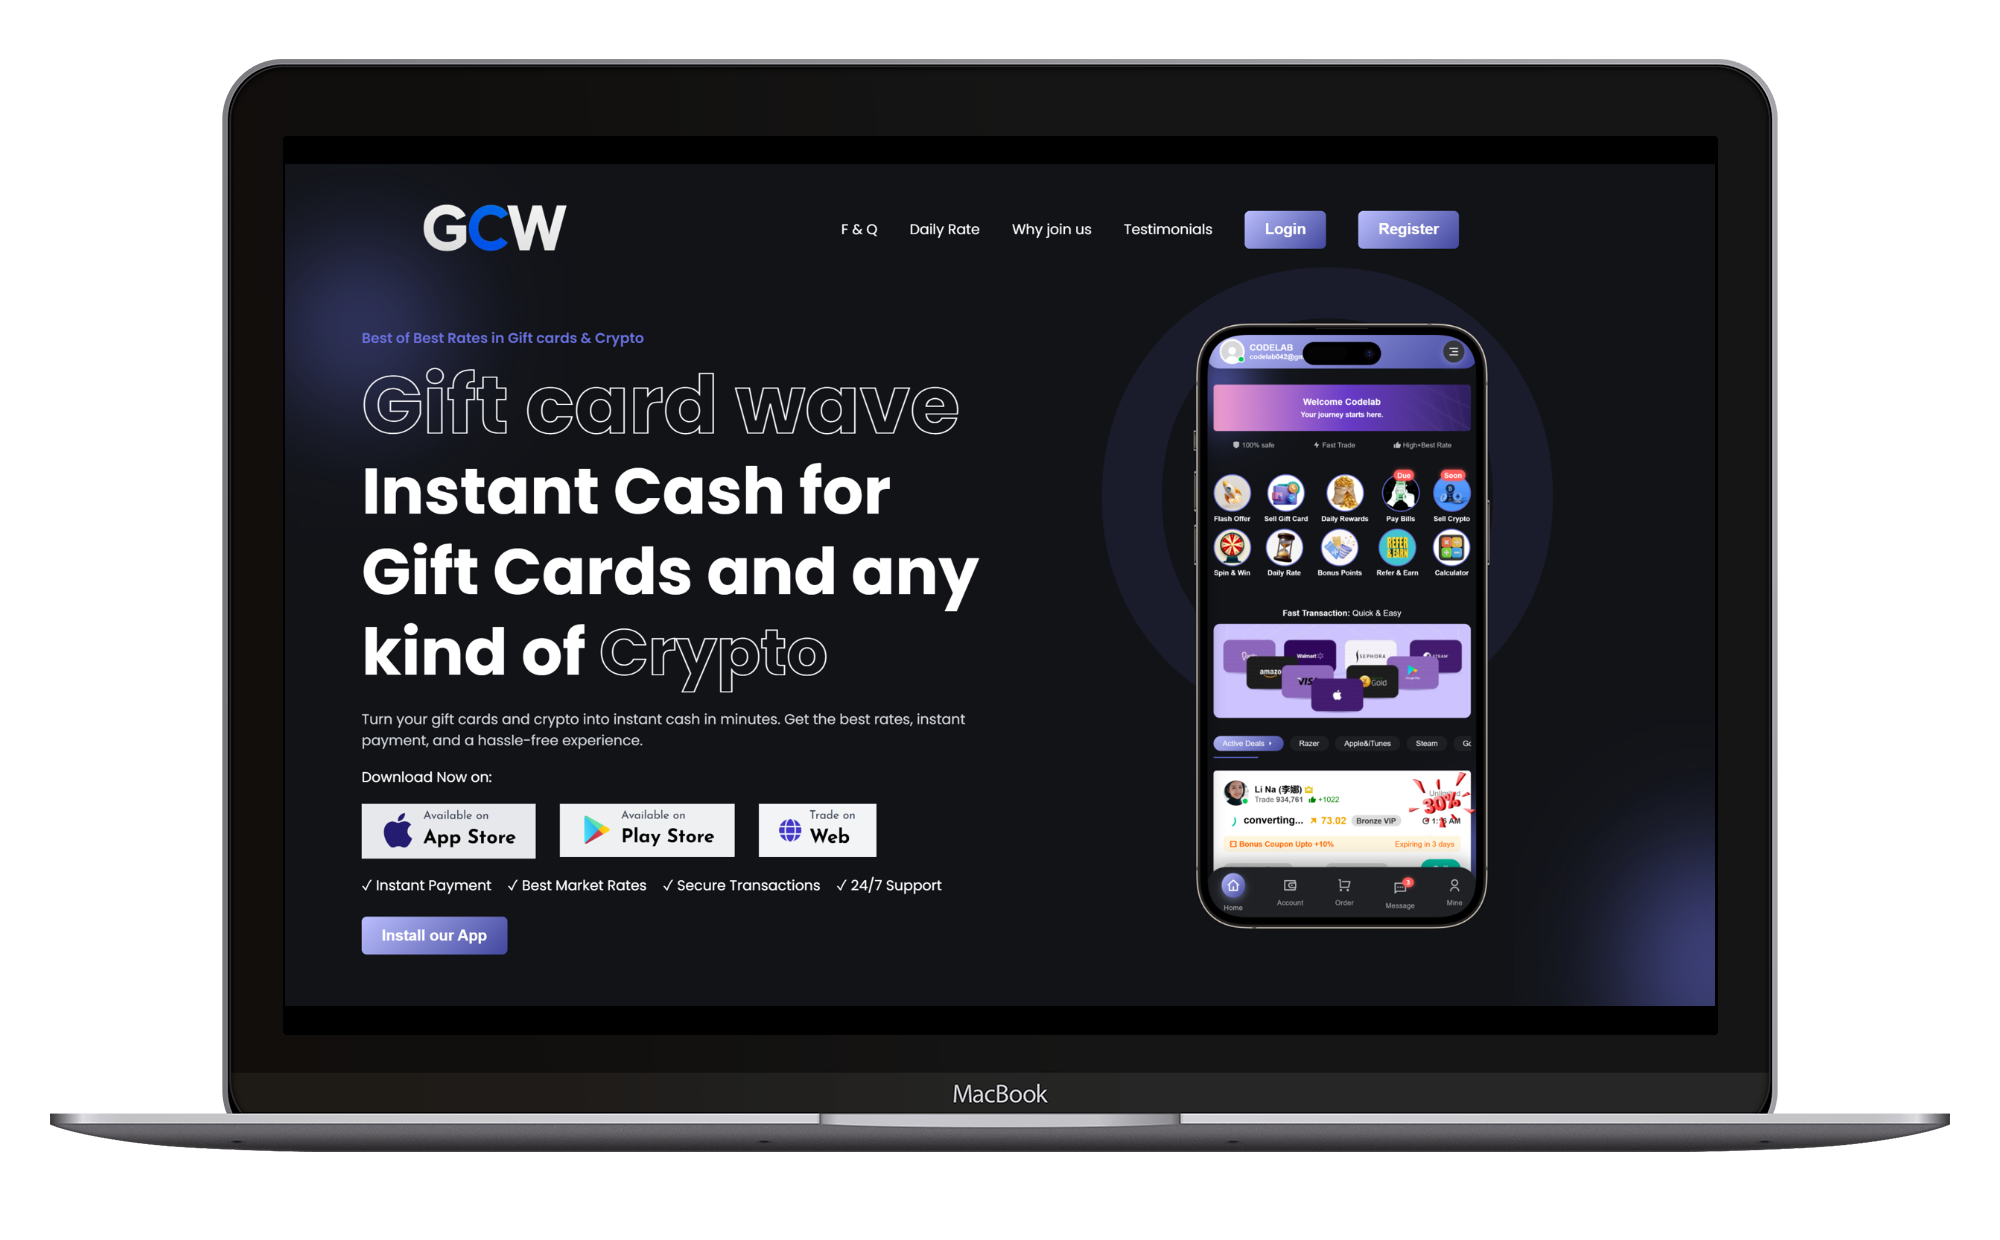 GCW
F & Q
Daily Rate
Why join us
Testimonials
Login
Register
Best of Best Rates in Gift cards & Crypto
Gift card wave
Instant Cash for
Gift Cards and any
kind of Crypto
Turn your gift cards and crypto into instant cash in minutes. Get the best rates, instant
payment, and a hassle-free experience.
Download Now on:
Available on
App Store
Available on
Play Store
Trade on
Web
✓ Instant Payment ✓ Best Market Rates ✓ Secure Transactions ✓ 24/7 Support
Install our App
CODELAB
codelab042@gm
Welcome Codelab
Your journey starts here.
100% safe
Fast Trade
High+Best Rate
Due
Soon
Flash Offer
Sell Gift Card
Daily Rewards
Pay Bills
Sell Crypto
REFER
& EARN
Spin & Win
Daily Rate
Bonus Points
Refer & Earn
Calculator
Fast Transaction: Quick & Easy
Walmart
SEPHORA
STEAM
amazo
VIS
Gold
Active Deals
Razer
Apple&iTunes
Steam
Li Na (李娜)
Trade 934,761 +1022
30%
converting... 73.02 Bronze VIP
Bonus Coupon Upto +10%
Expiring in 3 days
Home
Account
Order
3
Message
Mine
MacBook